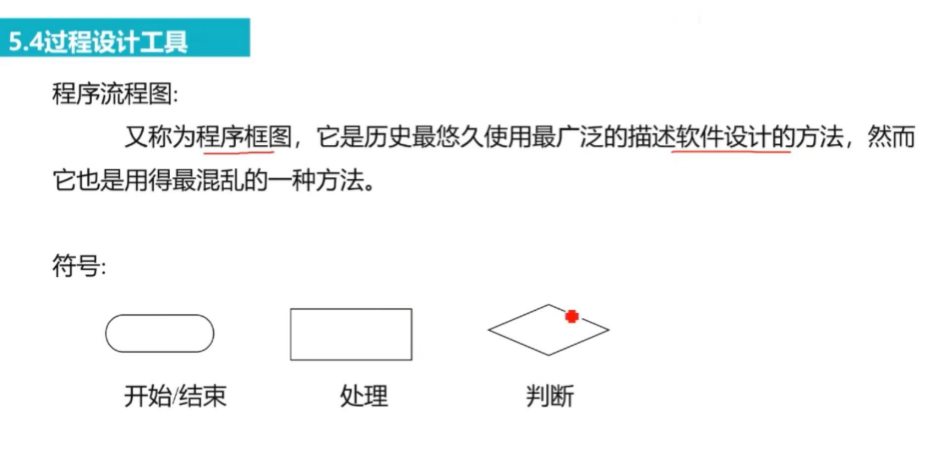 5.4过程设计工具
程序流程图:
又称为程序框图，它是历史最悠久使用最广泛的描述软件设计的方法，然而
它也是用得最混乱的一种方法。
符号:
开始/结束 处理 判断